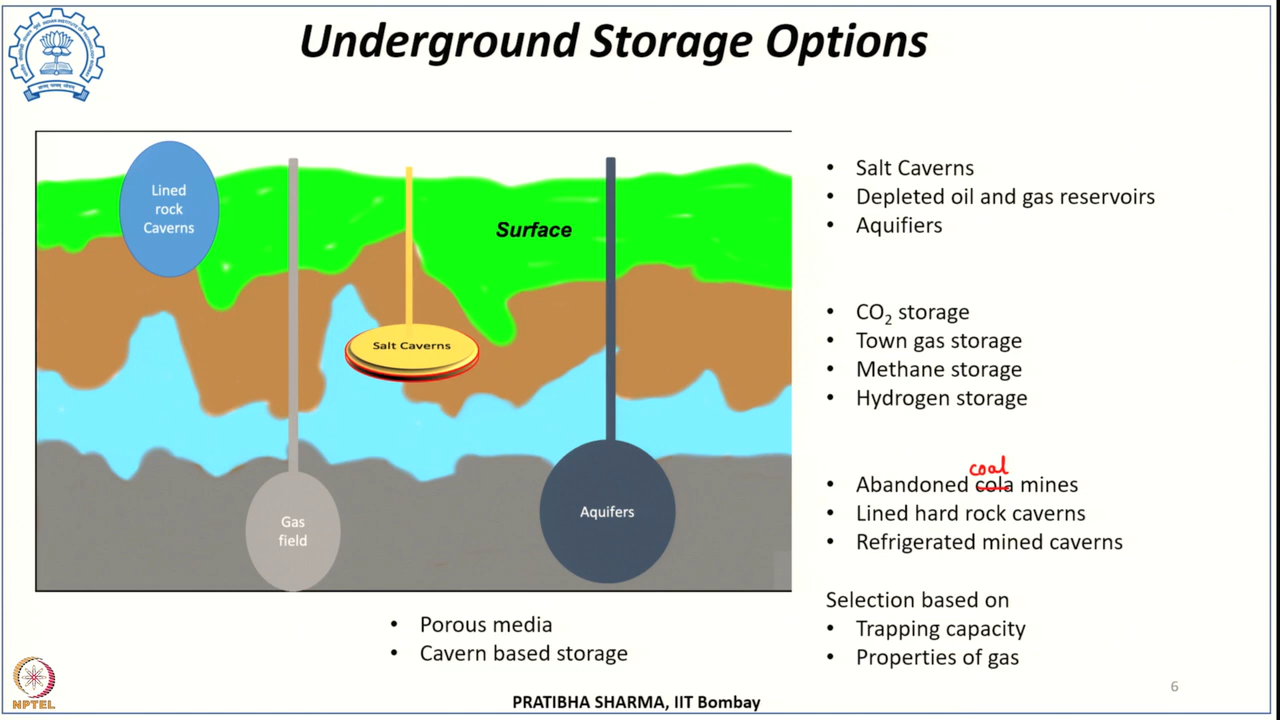 Underground Storage Options
Lined
rock
Caverns
Surface
Salt Caverns
Gas
field
Aquifers
• Salt Caverns
• Depleted oil and gas reservoirs
• Aquifiers
• CO₂ storage
• Town gas storage
• Methane storage
• Hydrogen storage
coal
• Abandoned cola mines
• Lined hard rock caverns
• Refrigerated mined caverns
Selection based on
• Trapping capacity
• Properties of gas
• Porous media
• Cavern based storage
6
NPTEL
PRATIBHA SHARMA, IIT Bombay